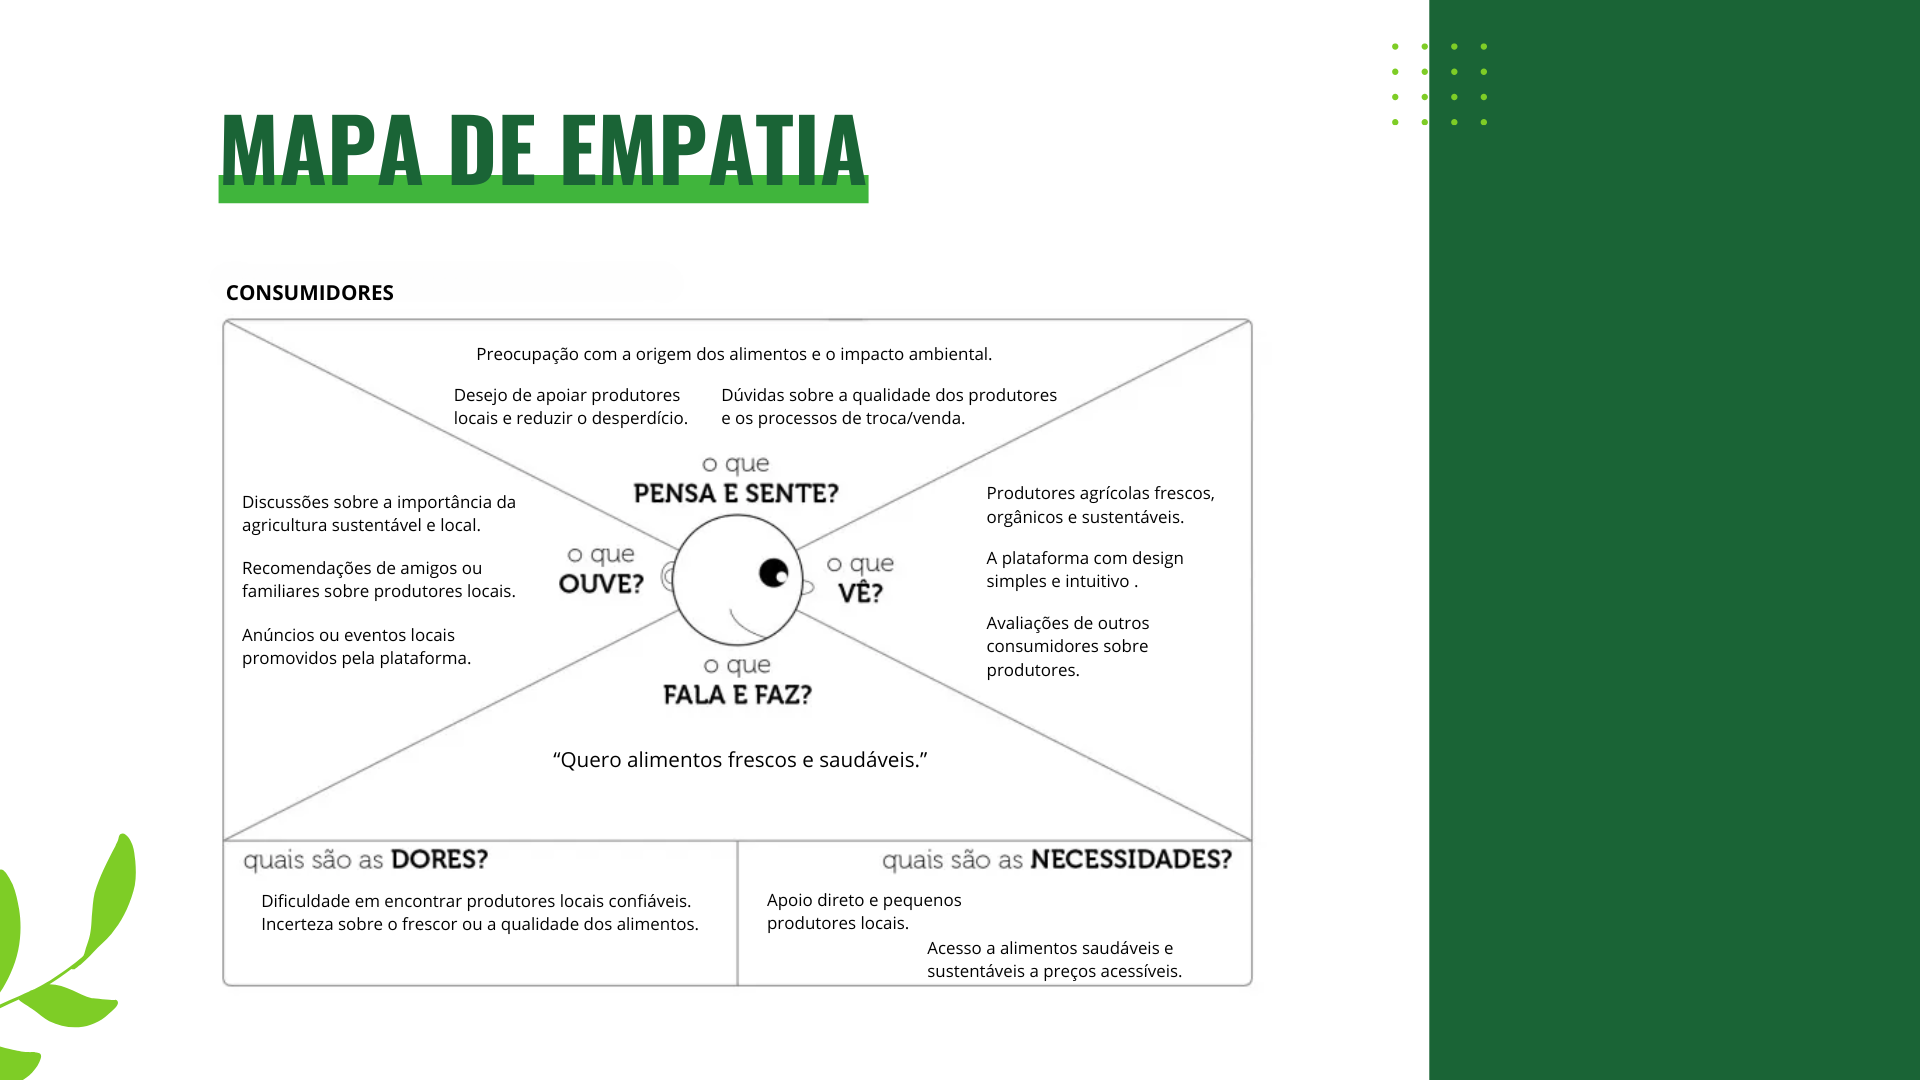 MAPA DE EMPATIA
CONSUMIDORES
Preocupação com a origem dos alimentos e o impacto ambiental.
Desejo de apoiar produtores
locais e reduzir o desperdício.
Dúvidas sobre a qualidade dos produtores
e os processos de troca/venda.
o que
PENSA E SENTE?
Discussões sobre a importância da
agricultura sustentável e local.
Recomendações de amigos ou
familiares sobre produtores locais.
Anúncios ou eventos locais
promovidos pela plataforma.
o que
OUVE?
o que
VÊ?
Produtores agrícolas frescos,
orgânicos e sustentáveis.
A plataforma com design
simples e intuitivo .
Avaliações de outros
consumidores sobre
produtores.
o que
FALA E FAZ?
“Quero alimentos frescos e saudáveis.”
quais são as DORES?
Dificuldade em encontrar produtores locais confiáveis.
Incerteza sobre o frescor ou a qualidade dos alimentos.
quais são as NECESSIDADES?
Apoio direto e pequenos
produtores locais.
Acesso a alimentos saudáveis e
sustentáveis a preços acessíveis.